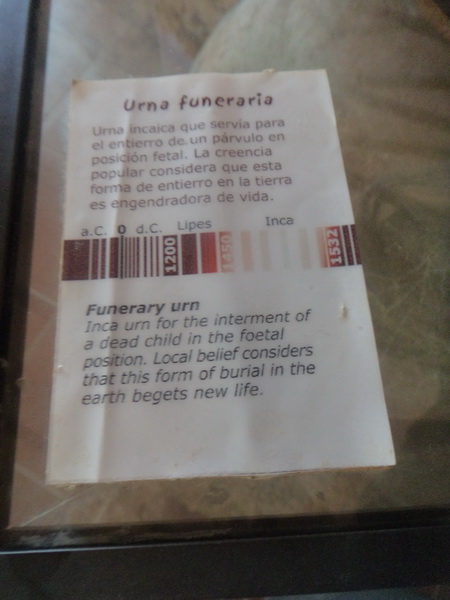 Urna funeraria
Urna incaica que servía para
el entierro de un párvulo en
posición fetal. La creencia
popular considera que esta
forma de entierro en la tierra
es engendradora de vida.
a.C. 0 d.C. Lipes Inca
1200 1450 1532
Funerary urn
Inca urn for the interment of
a dead child in the foetal
position. Local belief considers
that this form of burial in the
earth begets new life.